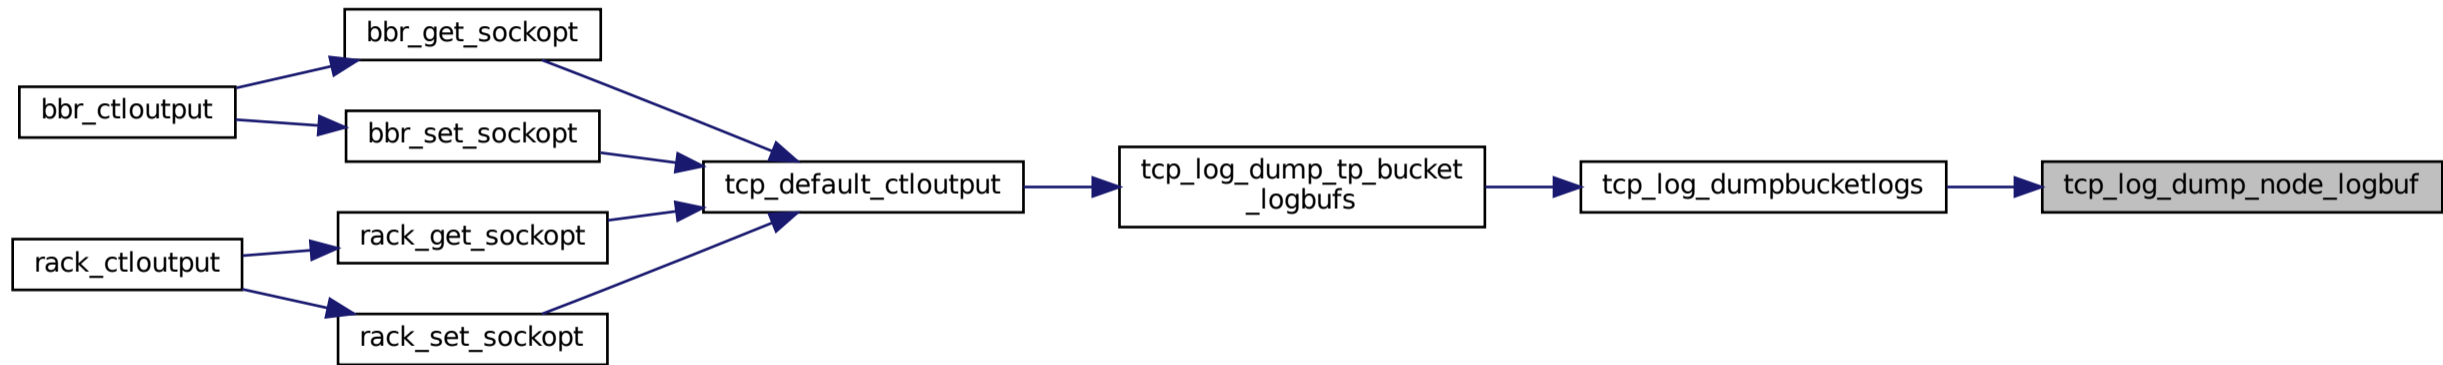 bbr_get_sockopt
bbr_ctloutput
bbr_set_sockopt
tcp_default_ctloutput
tcp_log_dump_tp_bucket
_logbufs
tcp_log_dumpbucketlogs
tcp_log_dump_node_logbuf
rack_get_sockopt
rack_ctloutput
rack_set_sockopt